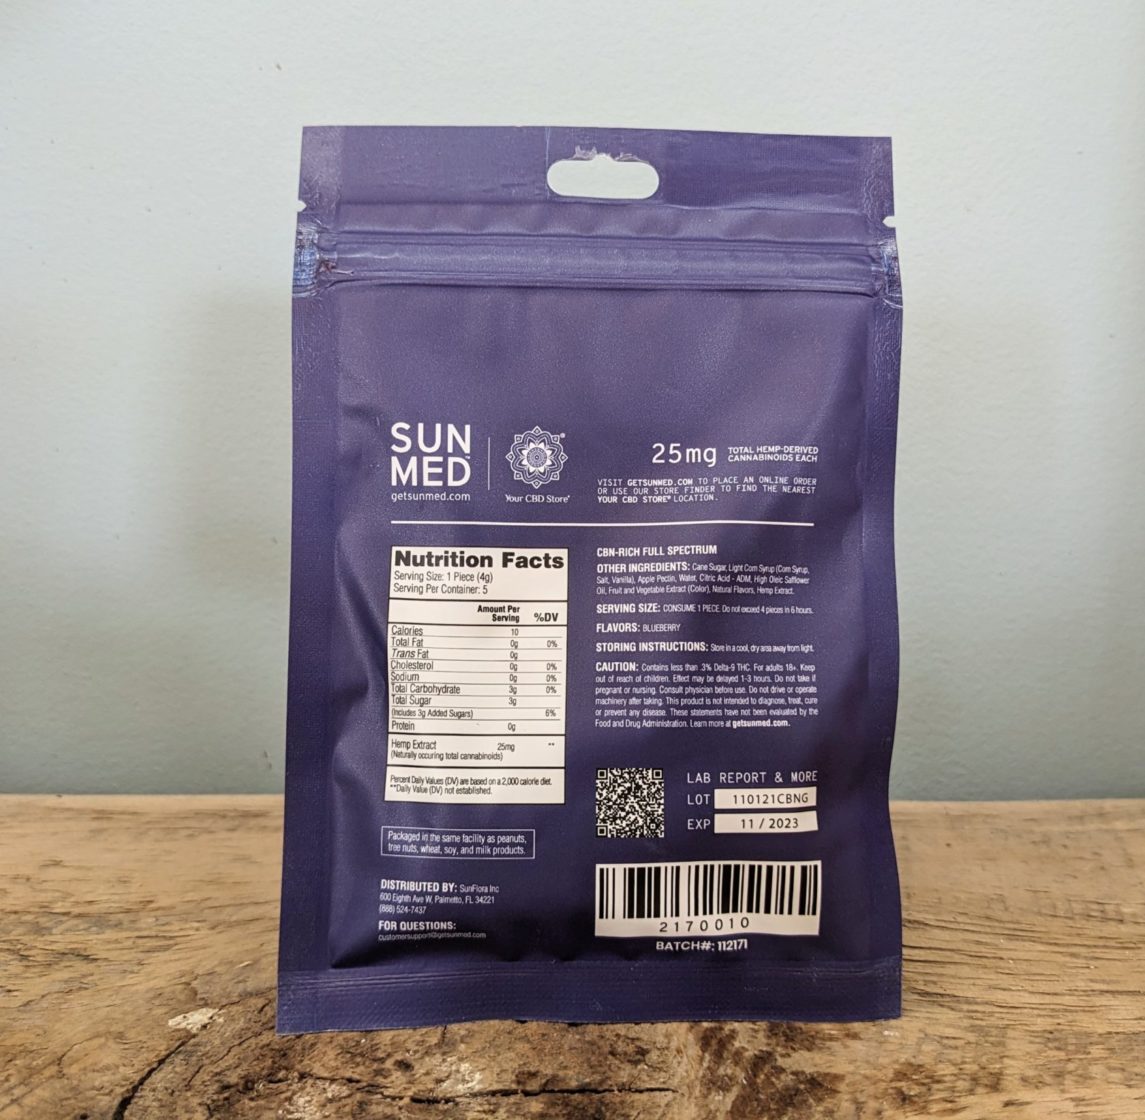 SUN
MED
getsunmed.com
Your CBD Store®
25mg TOTAL HEMP-DERIVED
CANNABINOIDS EACH
VISIT GETSUNMED.COM TO PLACE AN ONLINE ORDER
OR USE OUR STORE FINDER TO FIND THE NEAREST
YOUR CBD STORE® LOCATION.
Nutrition Facts
Serving Size: 1 Piece (4g)
Serving Per Container: 5
Amount Per
Serving %DV
Calories 10
Total Fat 0g 0%
Trans Fat 0g
Cholesterol 0g 0%
Sodium 0g 0%
Total Carbohydrate 3g 0%
Total Sugar 3g
(Includes 3g Added Sugars) 6%
Protein 0g
Hemp Extract 25mg **
(Naturally occuring total cannabinoids)
Percent Daily Values (DV) are based on a 2,000 calorie diet.
**Daily Value (DV) not established.
Packaged in the same facility as peanuts,
tree nuts, wheat, soy, and milk products.
DISTRIBUTED BY: SunFlora Inc
600 Eighth Ave W, Palmetto, FL 34221
(888) 524-7437
FOR QUESTIONS:
customersupport@getsunmed.com
CBN-RICH FULL SPECTRUM
OTHER INGREDIENTS: Cane Sugar, Light Corn Syrup (Corn Syrup,
Salt, Vanilla), Apple Pectin, Water, Citric Acid - ADM, High Oleic Safflower
Oil, Fruit and Vegetable Extract (Color), Natural Flavors, Hemp Extract.
SERVING SIZE: CONSUME 1 PIECE. Do not exceed 4 pieces in 6 hours.
FLAVORS: BLUEBERRY
STORING INSTRUCTIONS: Store in a cool, dry area away from light.
CAUTION: Contains less than .3% Delta-9 THC. For adults 18+. Keep
out of reach of children. Effect may be delayed 1-3 hours. Do not take if
pregnant or nursing. Consult physician before use. Do not drive or operate
machinery after taking. This product is not intended to diagnose, treat, cure
or prevent any disease. These statements have not been evaluated by the
Food and Drug Administration. Learn more at getsunmed.com.
LAB REPORT & MORE
LOT 110121CBNG
EXP 11 / 2023
2170010
BATCH#: 112171